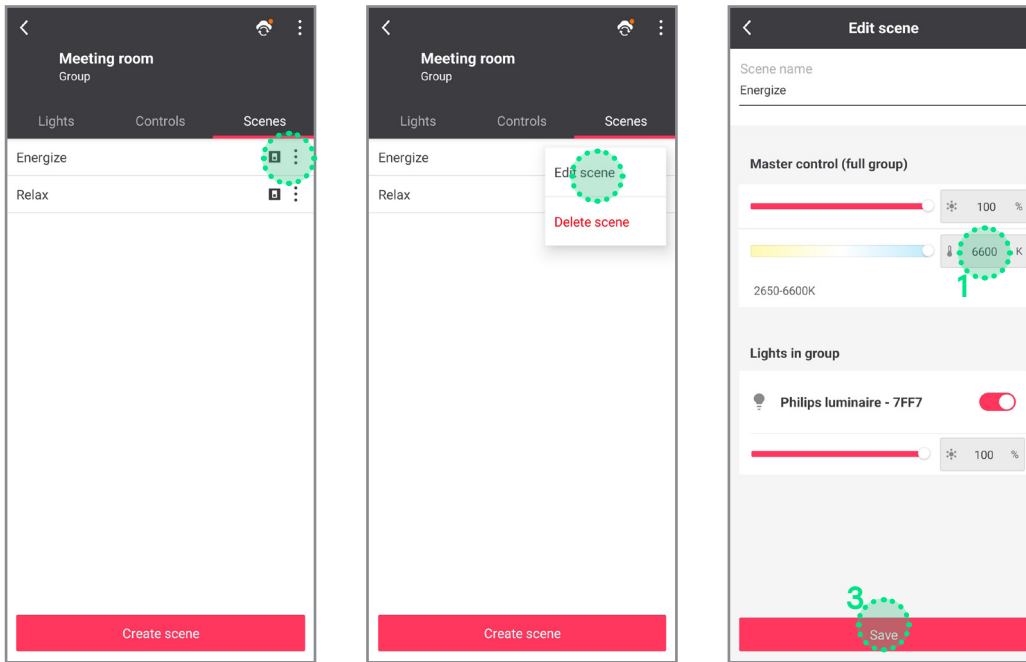 Meeting room
Group
Lights Controls Scenes
Energize
Relax
Create scene
Meeting room
Group
Lights Controls Scenes
Energize
Relax
Edit scene
Delete scene
Create scene
Edit scene
Scene name
Energize
Master control (full group)
100 %
6600 K
1
2650-6600K
Lights in group
Philips luminaire - 7FF7
100 %
3
Save